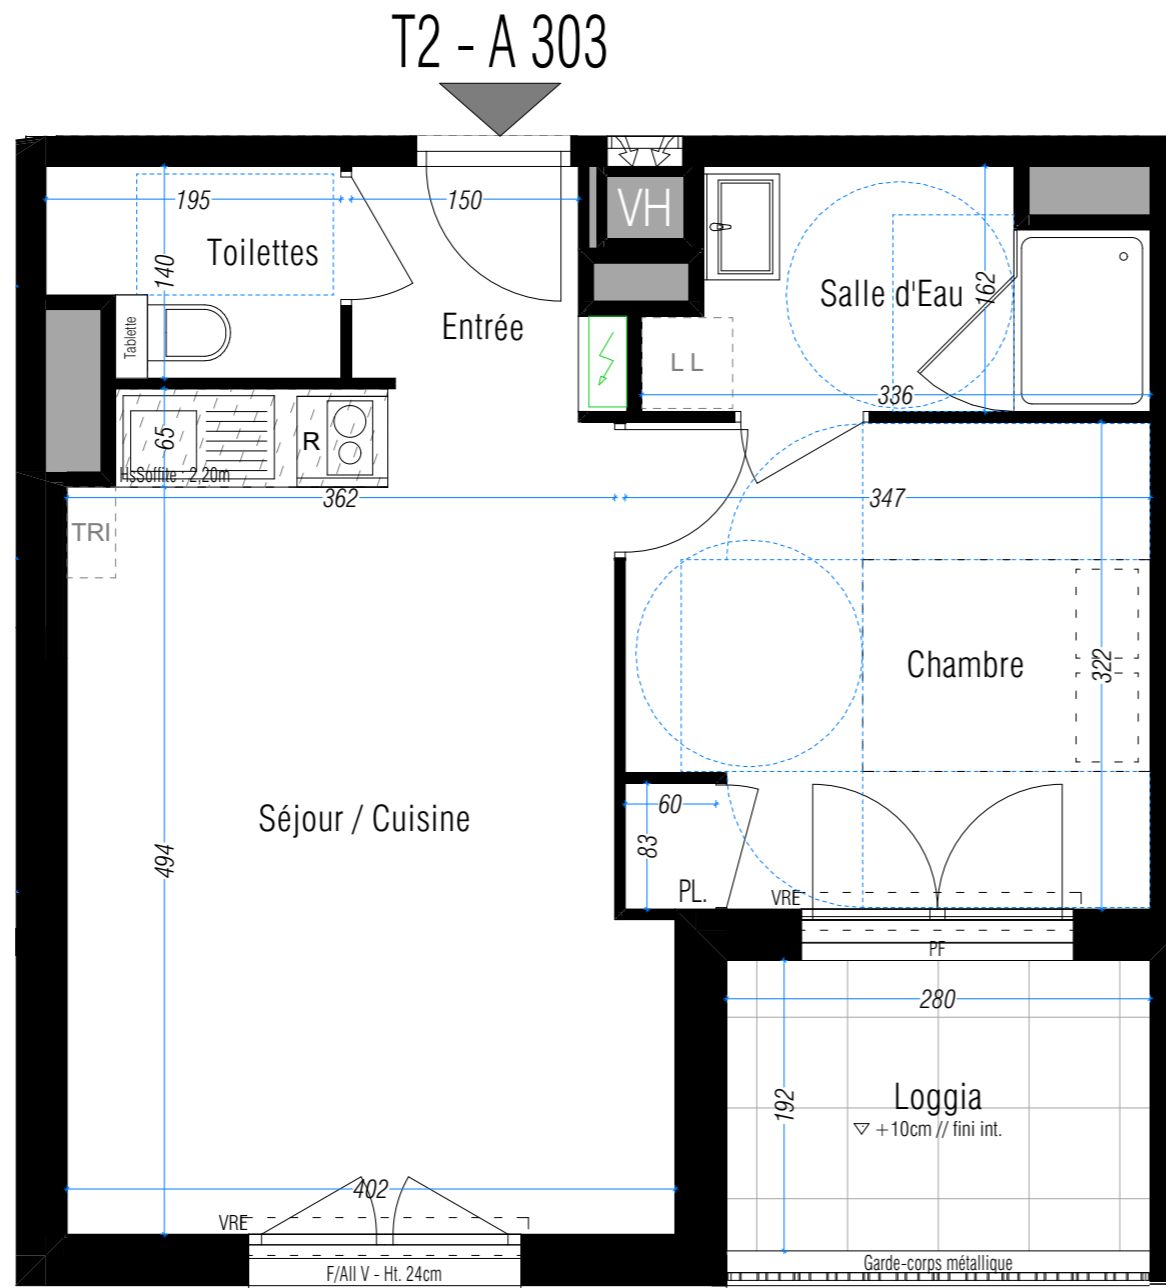 T2 - A 303
195
150
VH
140
Toilettes
162
Salle d'Eau
Entrée
Tablette
L L
336
65
R
HsSoffite : 2,20m
362
347
TRI
Chambre
322
60
Séjour / Cuisine
83
494
PL.
VRE
PF
280
192
Loggia
+10cm // fini int.
402
VRE
Garde-corps métallique
F/All V - Ht. 24cm